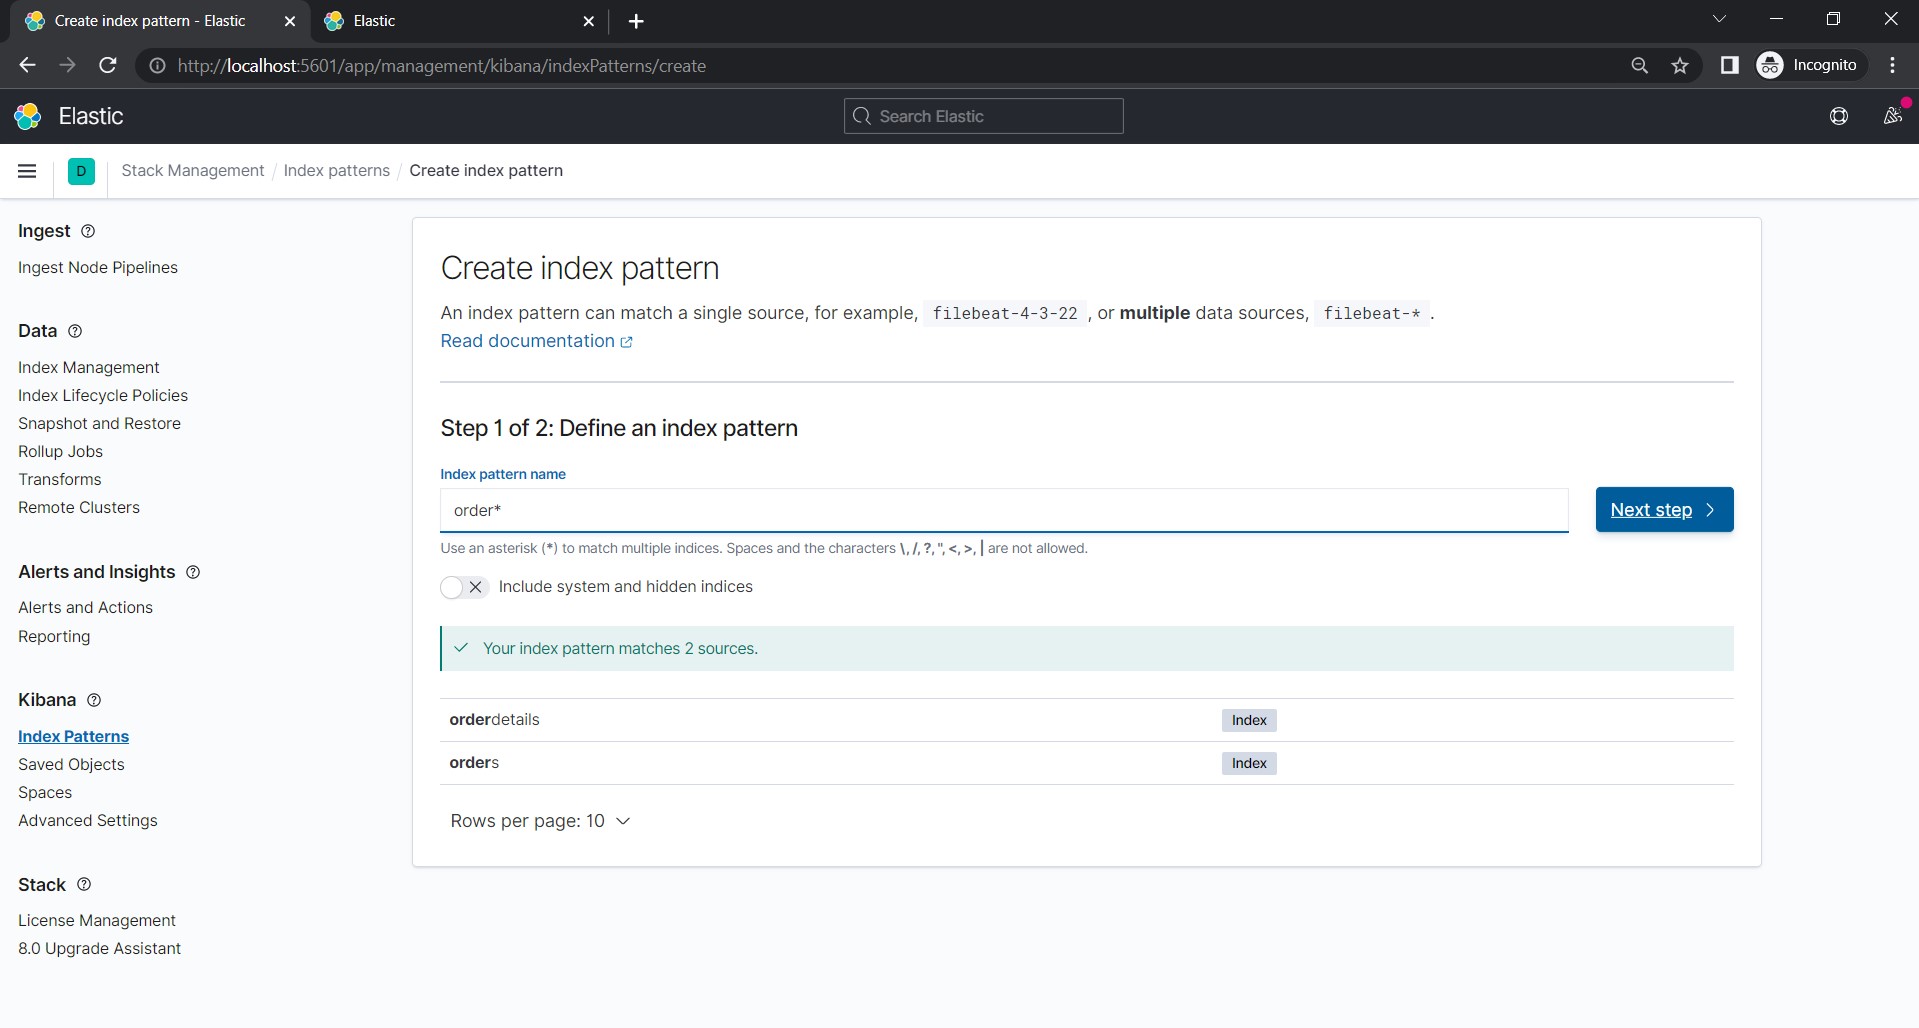 Create index pattern - Elastic
Elastic
http://localhost:5601/app/management/kibana/indexPatterns/create
Incognito
Elastic
Search Elastic
D
Stack Management / Index patterns / Create index pattern
Ingest
Ingest Node Pipelines
Data
Index Management
Index Lifecycle Policies
Snapshot and Restore
Rollup Jobs
Transforms
Remote Clusters
Alerts and Insights
Alerts and Actions
Reporting
Kibana
Index Patterns
Saved Objects
Spaces
Advanced Settings
Stack
License Management
8.0 Upgrade Assistant
Create index pattern
An index pattern can match a single source, for example, filebeat-4-3-22 , or multiple data sources, filebeat-* .
Read documentation
Step 1 of 2: Define an index pattern
Index pattern name
order*
Next step
Use an asterisk (*) to match multiple indices. Spaces and the characters \, /, ?, ", <, >, | are not allowed.
Include system and hidden indices
Your index pattern matches 2 sources.
orderdetails Index
orders Index
Rows per page: 10